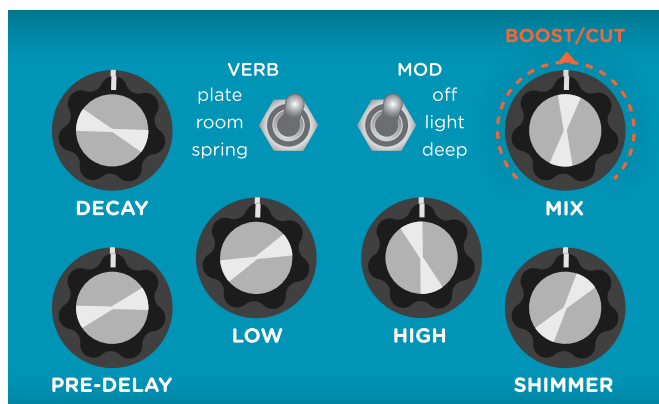 BOOST/CUT
VERB
plate
room
spring
MOD
off
light
deep
DECAY
MIX
LOW
HIGH
PRE-DELAY
SHIMMER